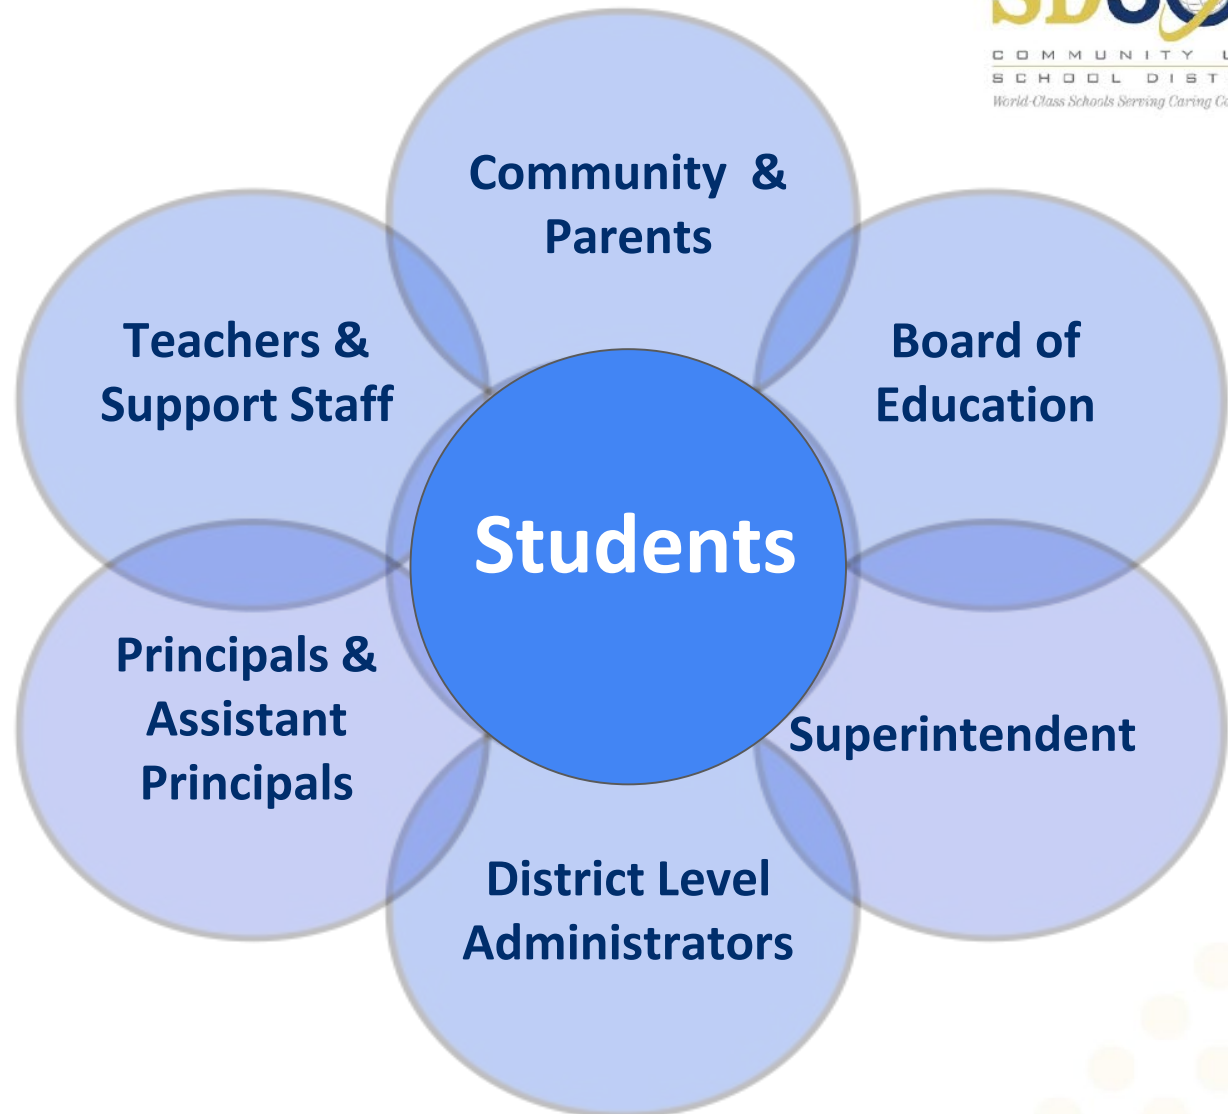 COMMUNITY
SCHOOL
World-Class Schools Serving Caring
Community &
Parents
Teachers &
Support Staff
Board of
Education
Students
Principals &
Assistant
Principals
Superintendent
District Level
Administrators